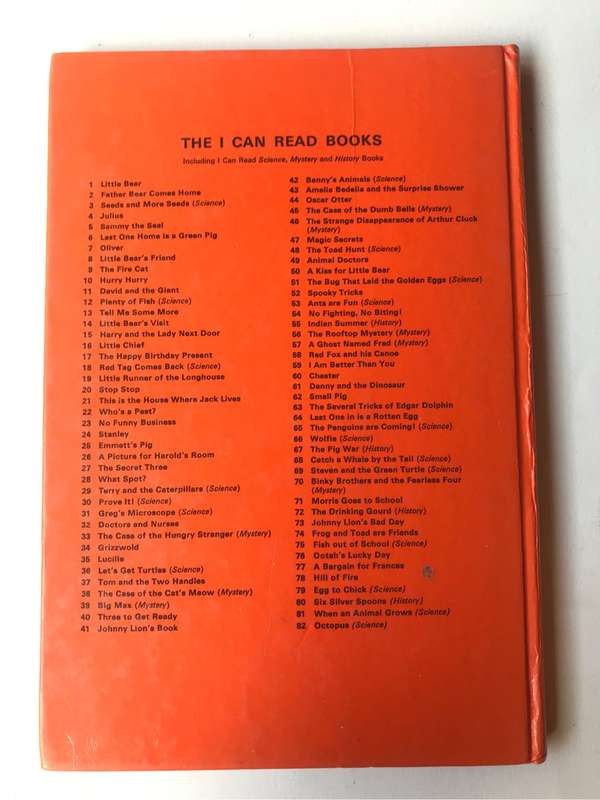 THE I CAN READ BOOKS
Including I Can Read Science, Mystery and History Books
1 Little Bear
2 Father Bear Comes Home
3 Seeds and More Seeds (Science)
4 Julius
5 Sammy the Seal
6 Last One Home is a Green Pig
7 Oliver
8 Little Bear's Friend
9 The Fire Cat
10 Hurry Hurry
11 David and the Giant
12 Plenty of Fish (Science)
13 Tell Me Some More
14 Little Bear's Visit
15 Harry and the Lady Next Door
16 Little Chief
17 The Happy Birthday Present
18 Red Tag Comes Back (Science)
19 Little Runner of the Longhouse
20 Stop Stop
21 This is the House Where Jack Lives
22 Who's a Pest?
23 No Funny Business
24 Stanley
25 Emmett's Pig
26 A Picture for Harold's Room
27 The Secret Three
28 What Spot?
29 Terry and the Caterpillars (Science)
30 Prove It! (Science)
31 Greg's Microscope (Science)
32 Doctors and Nurses
33 The Case of the Hungry Stranger (Mystery)
34 Grizzwold
35 Lucille
36 Let's Get Turtles (Science)
37 Tom and the Two Handles
38 The Case of the Cat's Meow (Mystery)
39 Big Max (Mystery)
40 Three to Get Ready
41 Johnny Lion's Book
42 Benny's Animals (Science)
43 Amelia Bedelia and the Surprise Shower
44 Oscar Otter
45 The Case of the Dumb Bells (Mystery)
46 The Strange Disappearance of Arthur Cluck
(Mystery)
47 Magic Secrets
48 The Toad Hunt (Science)
49 Animal Doctors
50 A Kiss for Little Bear
51 The Bug That Laid the Golden Eggs (Science)
52 Spooky Tricks
53 Ants are Fun (Science)
54 No Fighting, No Biting!
55 Indian Summer (History)
56 The Rooftop Mystery (Mystery)
57 A Ghost Named Fred (Mystery)
58 Red Fox and his Canoe
59 I Am Better Than You
60 Chester
61 Danny and the Dinosaur
62 Small Pig
63 The Several Tricks of Edgar Dolphin
64 Last One in is a Rotten Egg
65 The Penguins are Coming! (Science)
66 Wolfie (Science)
67 The Pig War (History)
68 Catch a Whale by the Tail (Science)
69 Steven and the Green Turtle (Science)
70 Binky Brothers and the Fearless Four
(Mystery)
71 Morris Goes to School
72 The Drinking Gourd (History)
73 Johnny Lion's Bad Day
74 Frog and Toad are Friends
75 Fish out of School (Science)
76 Ootah's Lucky Day
77 A Bargain for Frances
78 Hill of Fire
79 Egg to Chick (Science)
80 Six Silver Spoons (History)
81 When an Animal Grows (Science)
82 Octopus (Science)